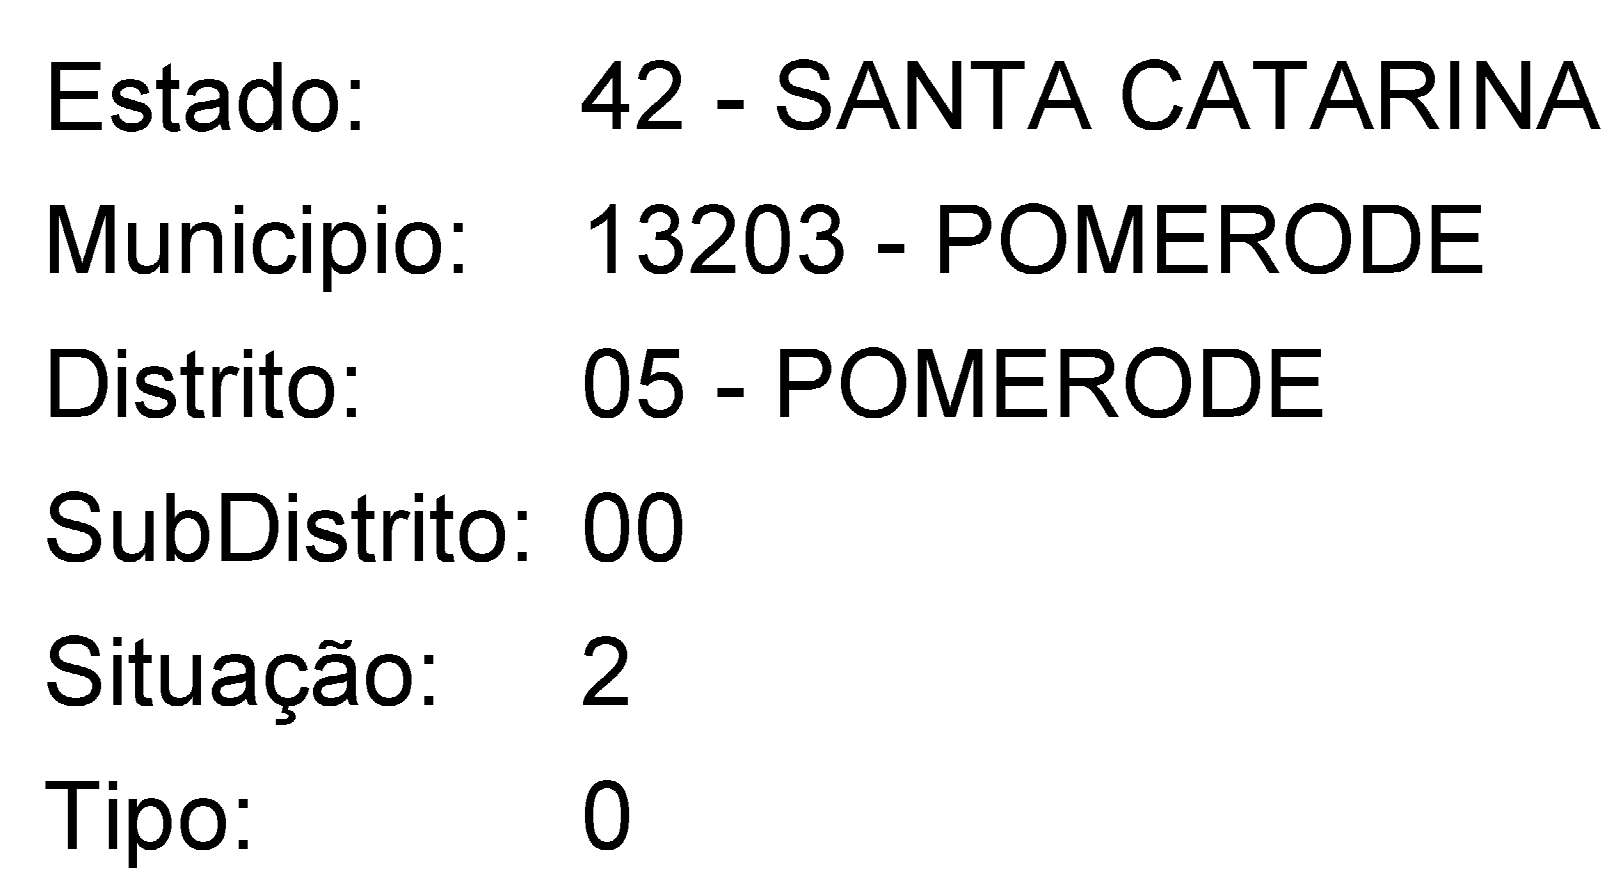 Estado: 42 - SANTA CATARINA
Municipio: 13203 - POMERODE
Distrito: 05 - POMERODE
SubDistrito: 00
Situação: 2
Tipo: 0